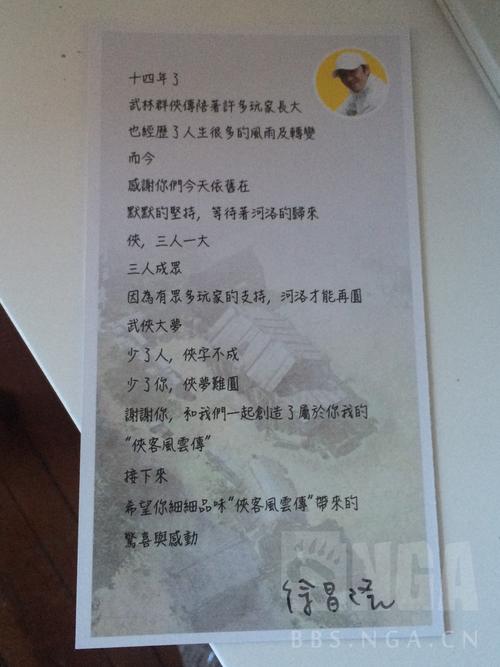 十四年了
武林群俠傳陪著許多玩家長大
也經歷了人生很多的風雨及轉變
而今
感謝你們今天依舊在
默默的堅持，等待著河洛的歸來
俠，三人一大
三人成眾
因為有眾多玩家的支持，河洛才能再圓
武俠大夢
少了人，俠字不成
少了你，俠夢難圓
謝謝你，和我們一起創造了屬於你我的
“俠客風雲傳”
接下來
希望你細細品味“俠客風雲傳”帶來的
驚喜與感動
徐昌隆
NGA
BBS.NGA.CN